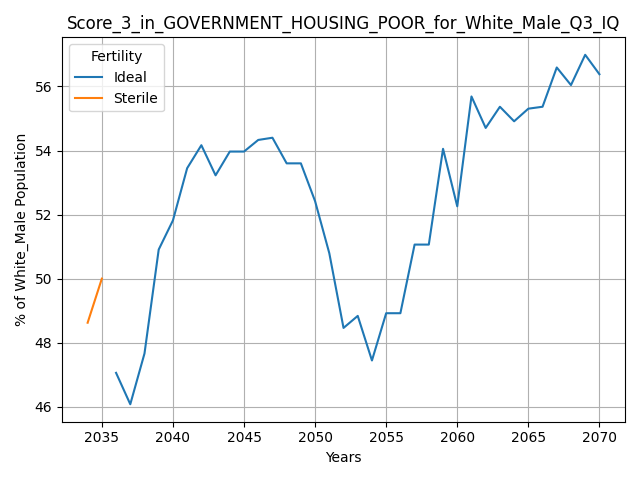 Score_3_in_GOVERNMENT_HOUSING_POOR_for_White_Male_Q3_IQ
Fertility
Ideal
Sterile
% of White_Male Population
56
54
52
50
48
46
2035 2040 2045 2050 2055 2060 2065 2070
Years